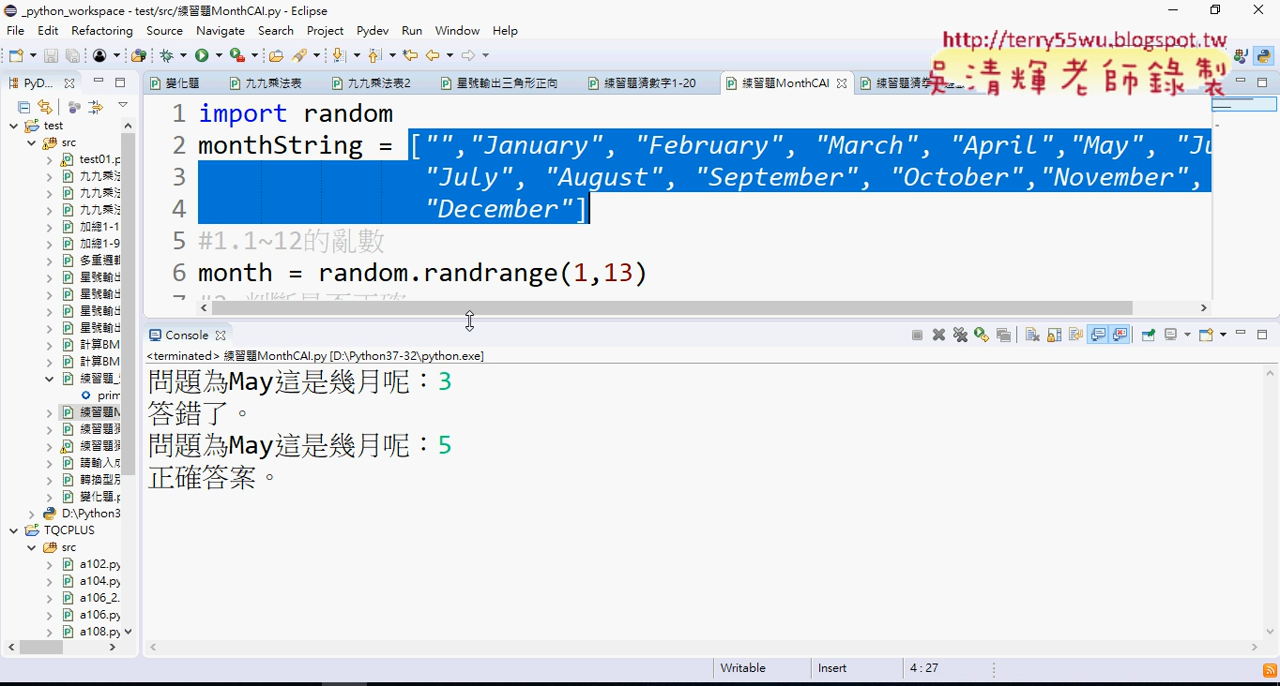 _python_workspace - test/src/練習題MonthCAI.py - Eclipse
File Edit Refactoring Source Navigate Search Project Pydev Run Window Help
http://terry55wu.blogspot.tw
吳清輝老師錄製
PyD...
變化題 九九乘法表 九九乘法表2 星號輸出三角形正向 練習題猜數字1-20 練習題MonthCAI
test
src
test01.p
九九乘法
九九乘法
九九乘法
加總1-1
加總1-9
多重迴
星號輸出
星號輸出
星號輸出
星號輸出
計算BM
計算BM
練習題_
prim
練習題M
練習題猜
練習題猜
請輸入成
轉換型別
變化題.p
D:\Python3
TQCPLUS
src
a102.py
a104.py
a106_2.
a106.py
a108.py
1 import random
2 monthString = ["","January", "February", "March", "April","May", "Ju
3 "July", "August", "September", "October","November",
4 "December"]
5 #1.1~12的亂數
6 month = random.randrange(1,13)
Console
<terminated> 練習題MonthCAI.py [D:\Python37-32\python.exe]
問題為May這是幾月呢：3
答錯了。
問題為May這是幾月呢：5
正確答案。
Writable Insert 4 : 27